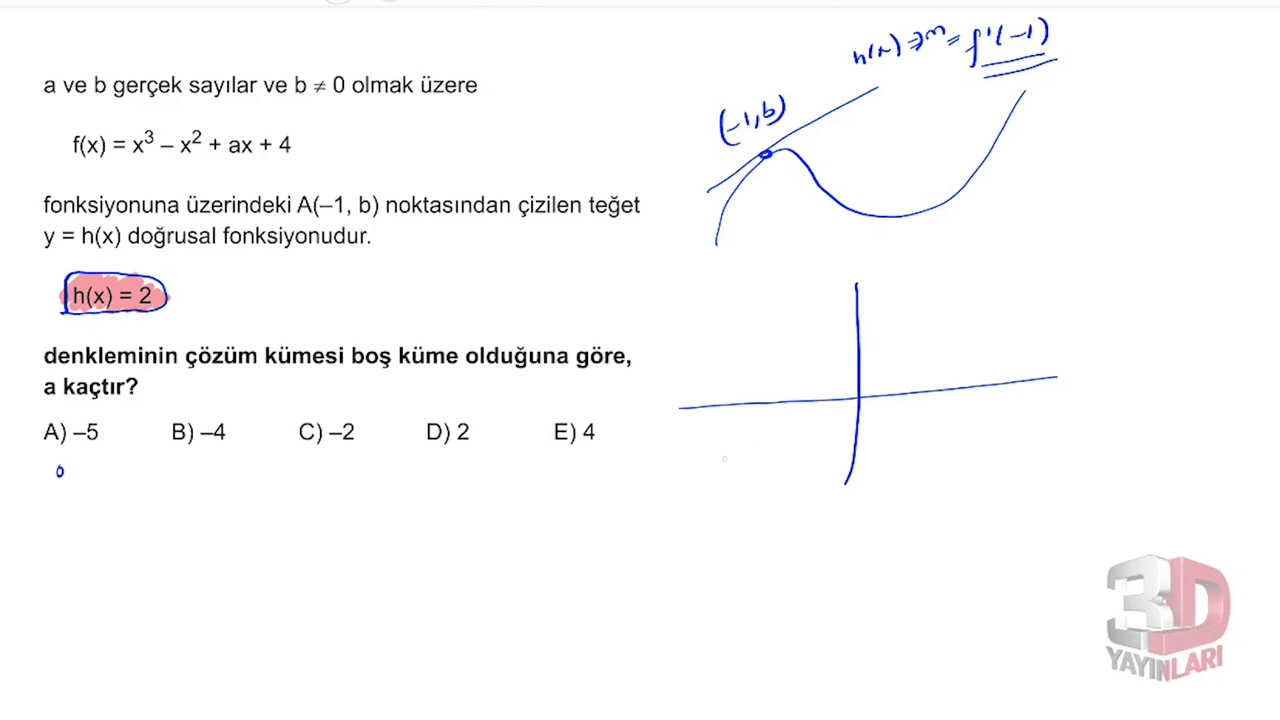 a ve b gerçek sayılar ve b ≠ 0 olmak üzere
f(x) = x³ – x² + ax + 4
fonksiyonuna üzerindeki A(–1, b) noktasından çizilen teğet
y = h(x) doğrusal fonksiyonudur.
h(x) = 2
denkleminin çözüm kümesi boş küme olduğuna göre,
a kaçtır?
A) –5 B) –4 C) –2 D) 2 E) 4
h(x) ⇒ m = f'(-1)
(-1, b)
3D
YAYINLARI